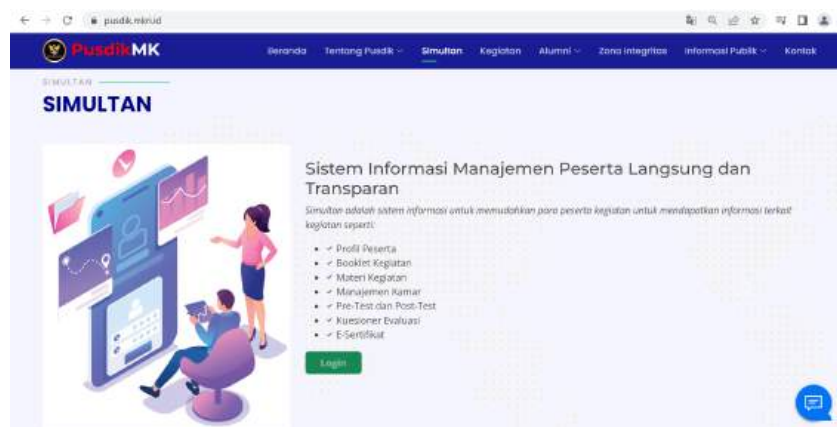 pusdik.mkri.id
PusdikMK
Beranda Tentang Pusdik Simultan Kegiatan Alumni Zona Integritas Informasi Publik Kontak
SIMULTAN
SIMULTAN
Sistem Informasi Manajemen Peserta Langsung dan
Transparan
Simultan adalah sistem informasi untuk memudahkan para peserta kegiatan untuk mendapatkan informasi terkait
kegiatan seperti:
Profil Peserta
Booklet Kegiatan
Materi Kegiatan
Manajemen Kamar
Pre-Test dan Post-Test
Kuesioner Evaluasi
E-Sertifikat
Login